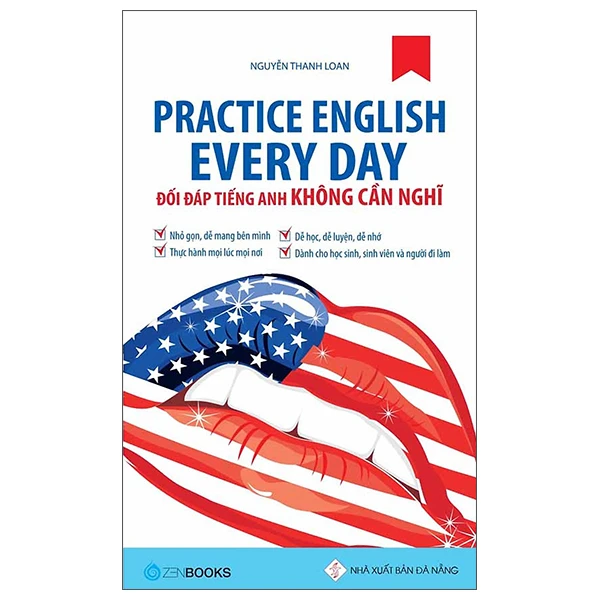 NGUYỄN THANH LOAN
PRACTICE ENGLISH
EVERY DAY
ĐỐI ĐÁP TIẾNG ANH KHÔNG CẦN NGHĨ
Nhỏ gọn, dễ mang bên mình
Dễ học, dễ luyện, dễ nhớ
Thực hành mọi lúc mọi nơi
Dành cho học sinh, sinh viên và người đi làm
ZENBOOKS
NHÀ XUẤT BẢN ĐÀ NẴNG